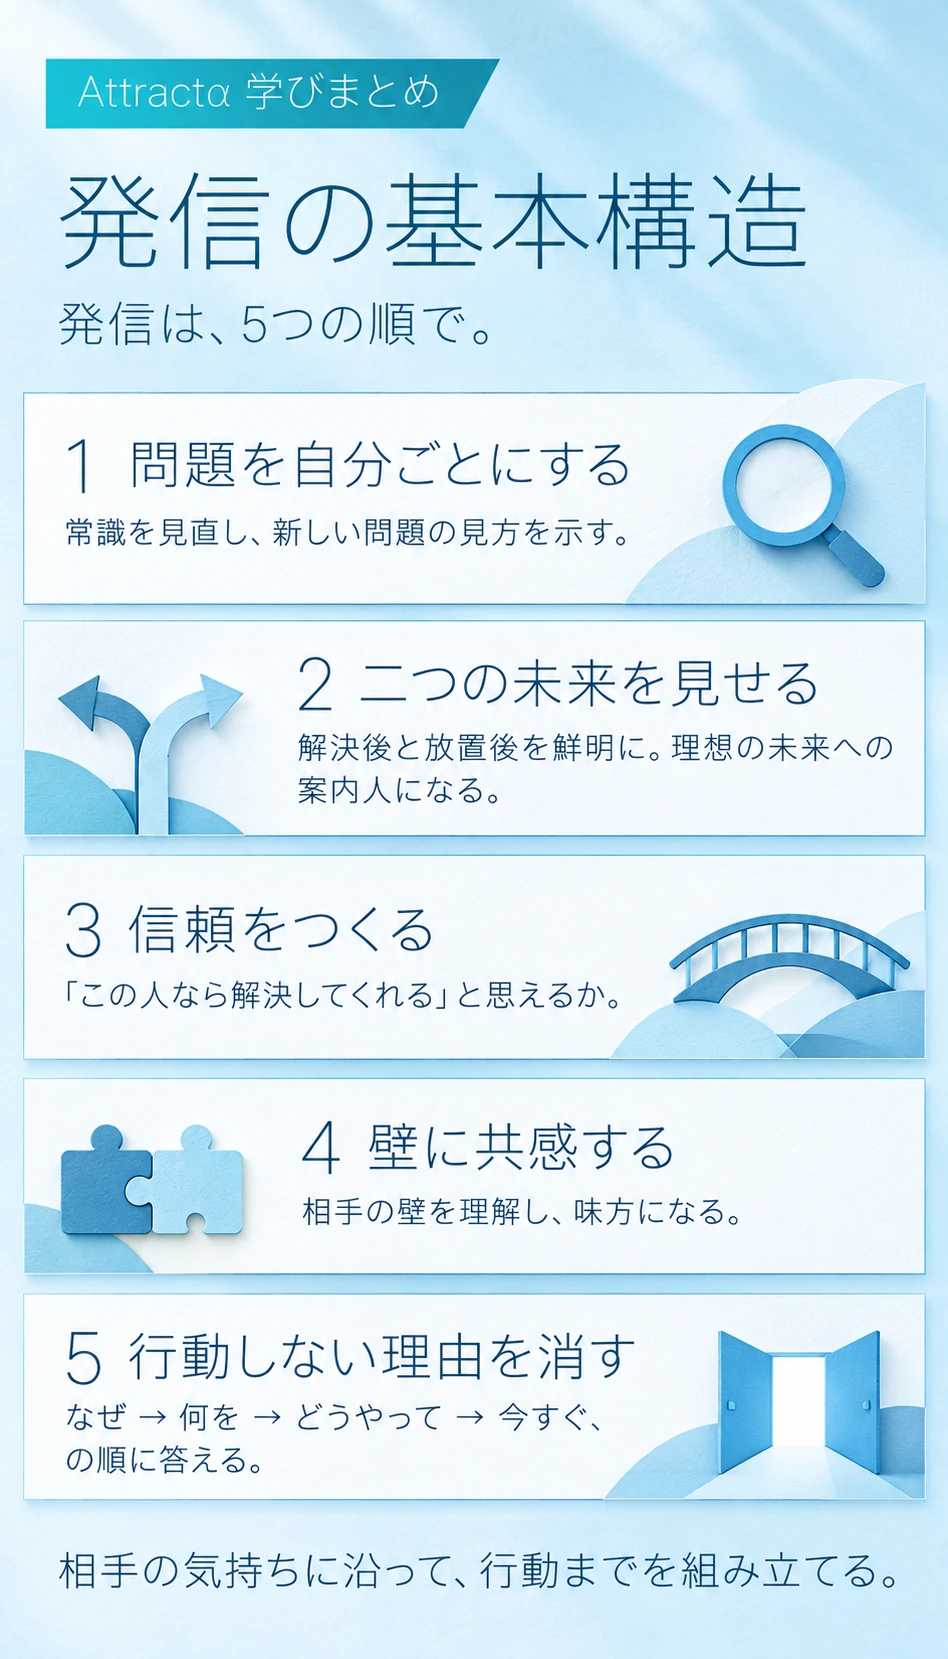 Attractα 学びまとめ
発信の基本構造
発信は、5つの順で。
1 問題を自分ごとにする
常識を見直し、新しい問題の見方を示す。
2 二つの未来を見せる
解決後と放置後を鮮明に。理想の未来への
案内人になる。
3 信頼をつくる
「この人なら解決してくれる」と思えるか。
4 壁に共感する
相手の壁を理解し、味方になる。
5 行動しない理由を消す
なぜ → 何を → どうやって → 今すぐ、
の順に答える。
相手の気持ちに沿って、行動までを組み立てる。